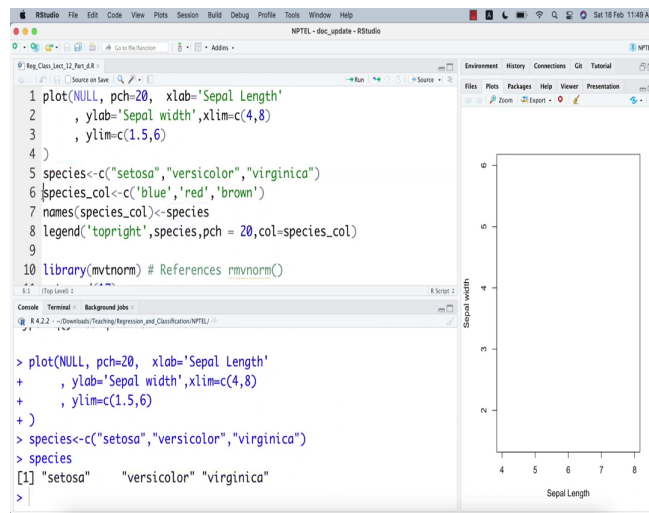 RStudio File Edit Code View Plots Session Build Debug Profile Tools Window Help
Sat 18 Feb 11:49 A
NPTEL - doc_update - RStudio
Go to file/function
Addins
NPTE
Reg_Class_Lect_12_Part_d.R
Source on Save
Run
Source
1 plot(NULL, pch=20, xlab='Sepal Length'
2 , ylab='Sepal width',xlim=c(4,8)
3 , ylim=c(1.5,6)
4 )
5 species<-c("setosa","versicolor","virginica")
6 species_col<-c('blue','red','brown')
7 names(species_col)<-species
8 legend('topright',species,pch = 20,col=species_col)
9
10 library(mvtnorm) # References rmvnorm()
6:1 (Top Level)
R Script
Console Terminal Background Jobs
R 4.2.2 · ~/Downloads/Teaching/Regression_and_Classification/NPTEL/
> plot(NULL, pch=20, xlab='Sepal Length'
+ , ylab='Sepal width',xlim=c(4,8)
+ , ylim=c(1.5,6)
+ )
> species<-c("setosa","versicolor","virginica")
> species
[1] "setosa" "versicolor" "virginica"
>
Environment History Connections Git Tutorial
Files Plots Packages Help Viewer Presentation
Zoom Export
6
5
4
3
2
Sepal width
4 5 6 7 8
Sepal Length